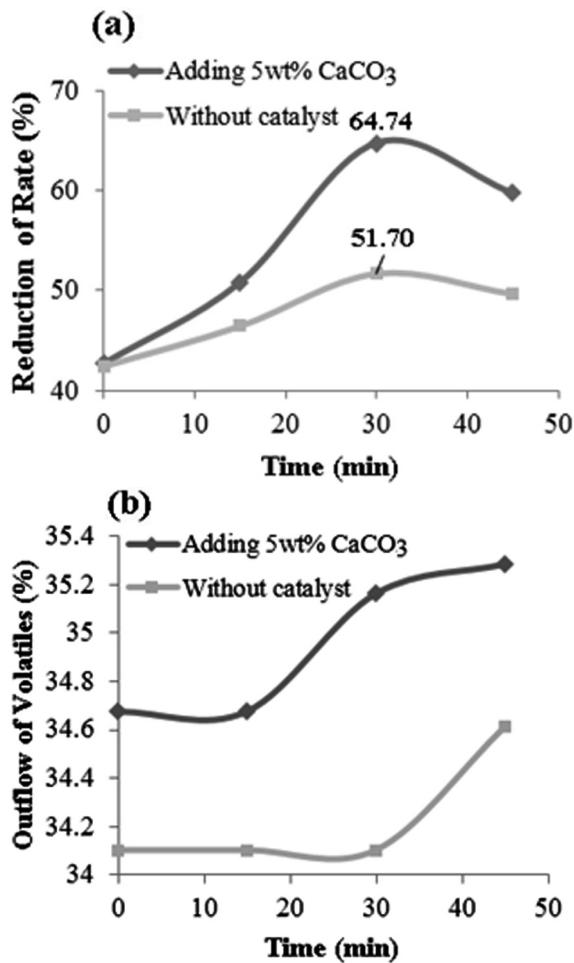 (a)
Adding 5wt% CaCO3
Without catalyst
64.74
51.70
Reduction of Rate (%)
70
60
50
40
0 10 20 30 40 50
Time (min)
(b)
Adding 5wt% CaCO3
Without catalyst
Outflow of Volatiles (%)
35.4
35.2
35
34.8
34.6
34.4
34.2
34
0 10 20 30 40 50
Time (min)